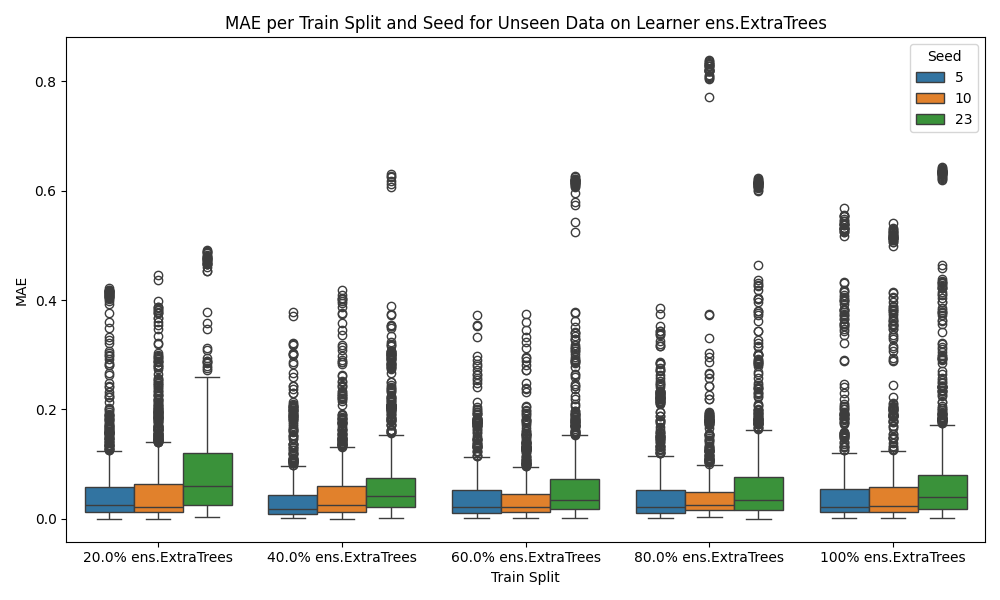 MAE per Train Split and Seed for Unseen Data on Learner ens.ExtraTrees
Seed
5
10
23
MAE
0.8
0.6
0.4
0.2
0.0
20.0% ens.ExtraTrees
40.0% ens.ExtraTrees
60.0% ens.ExtraTrees
80.0% ens.ExtraTrees
100% ens.ExtraTrees
Train Split